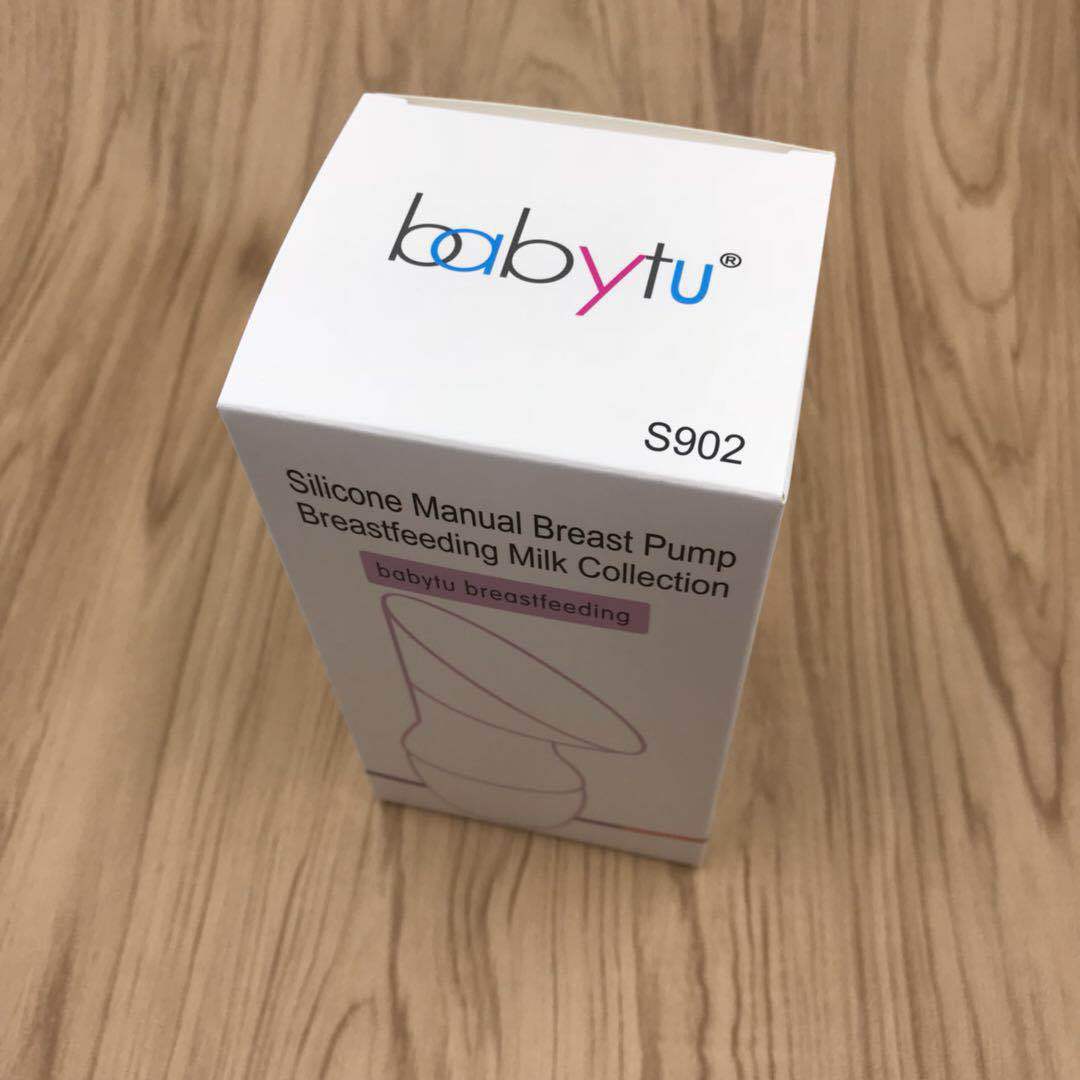 babytu®
S902
Silicone Manual Breast Pump
Breastfeeding Milk Collection
babytu breastfeeding